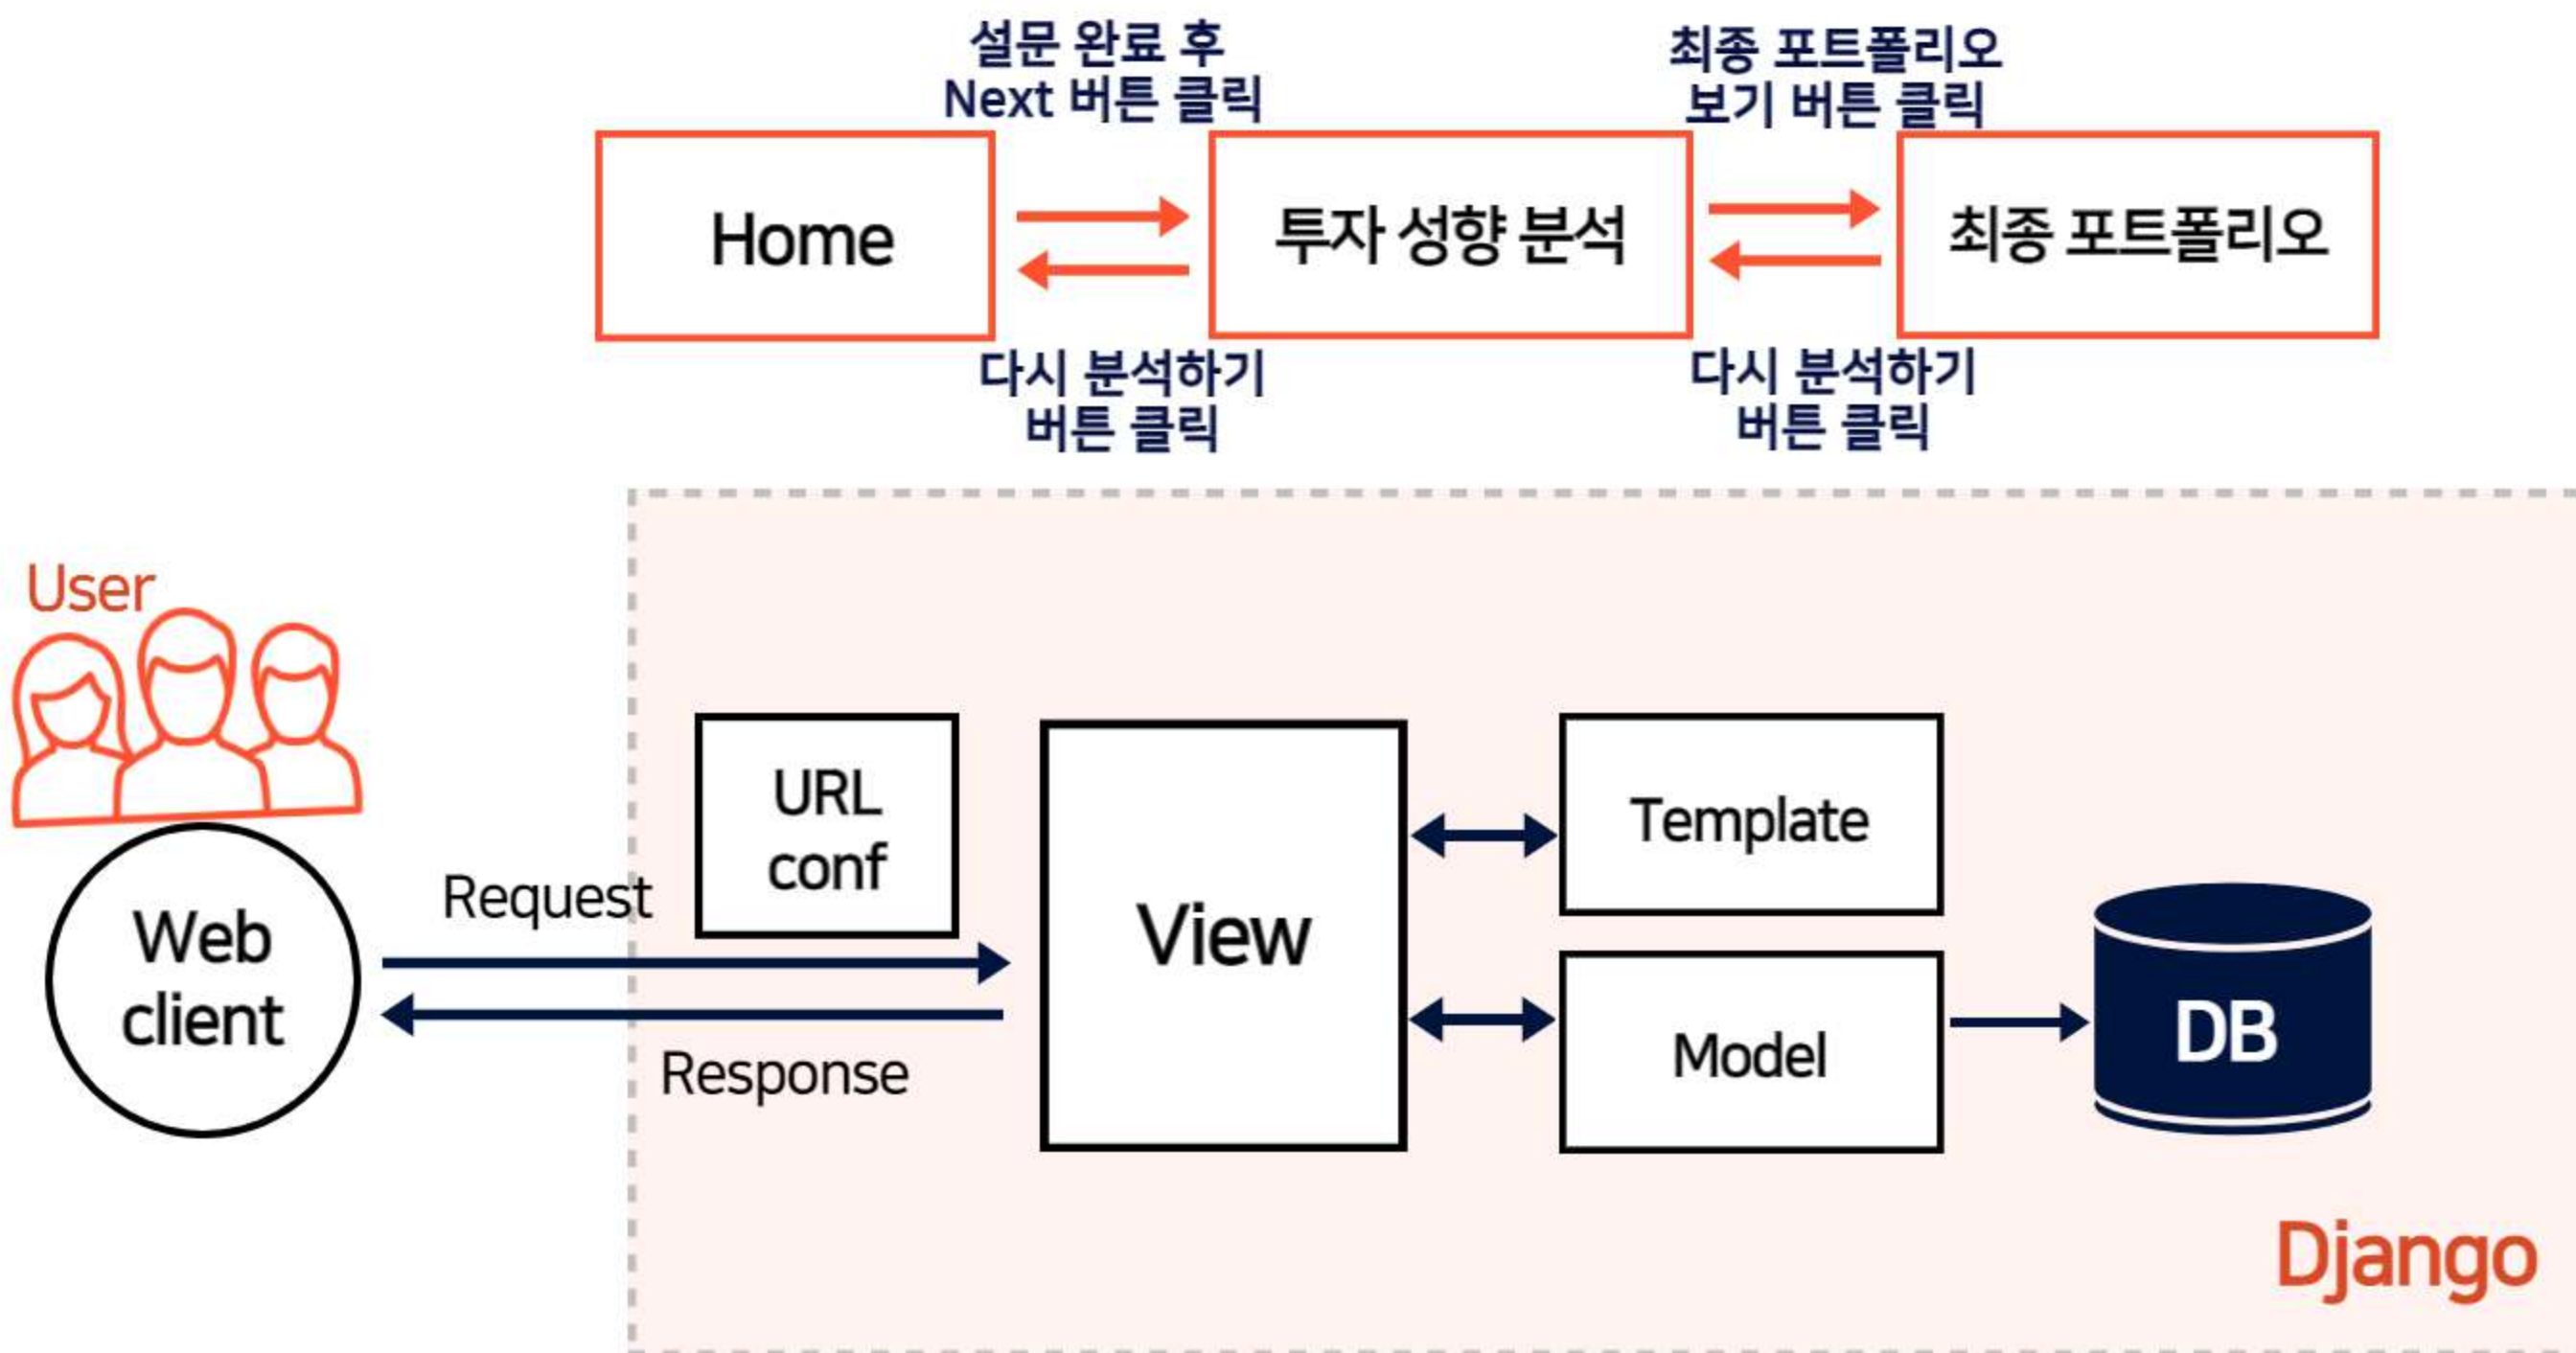 설문 완료 후
Next 버튼 클릭
최종 포트폴리오
보기 버튼 클릭
Home
투자 성향 분석
최종 포트폴리오
다시 분석하기
버튼 클릭
다시 분석하기
버튼 클릭
User
Web
client
Request
Response
URL
conf
View
Template
Model
DB
Django